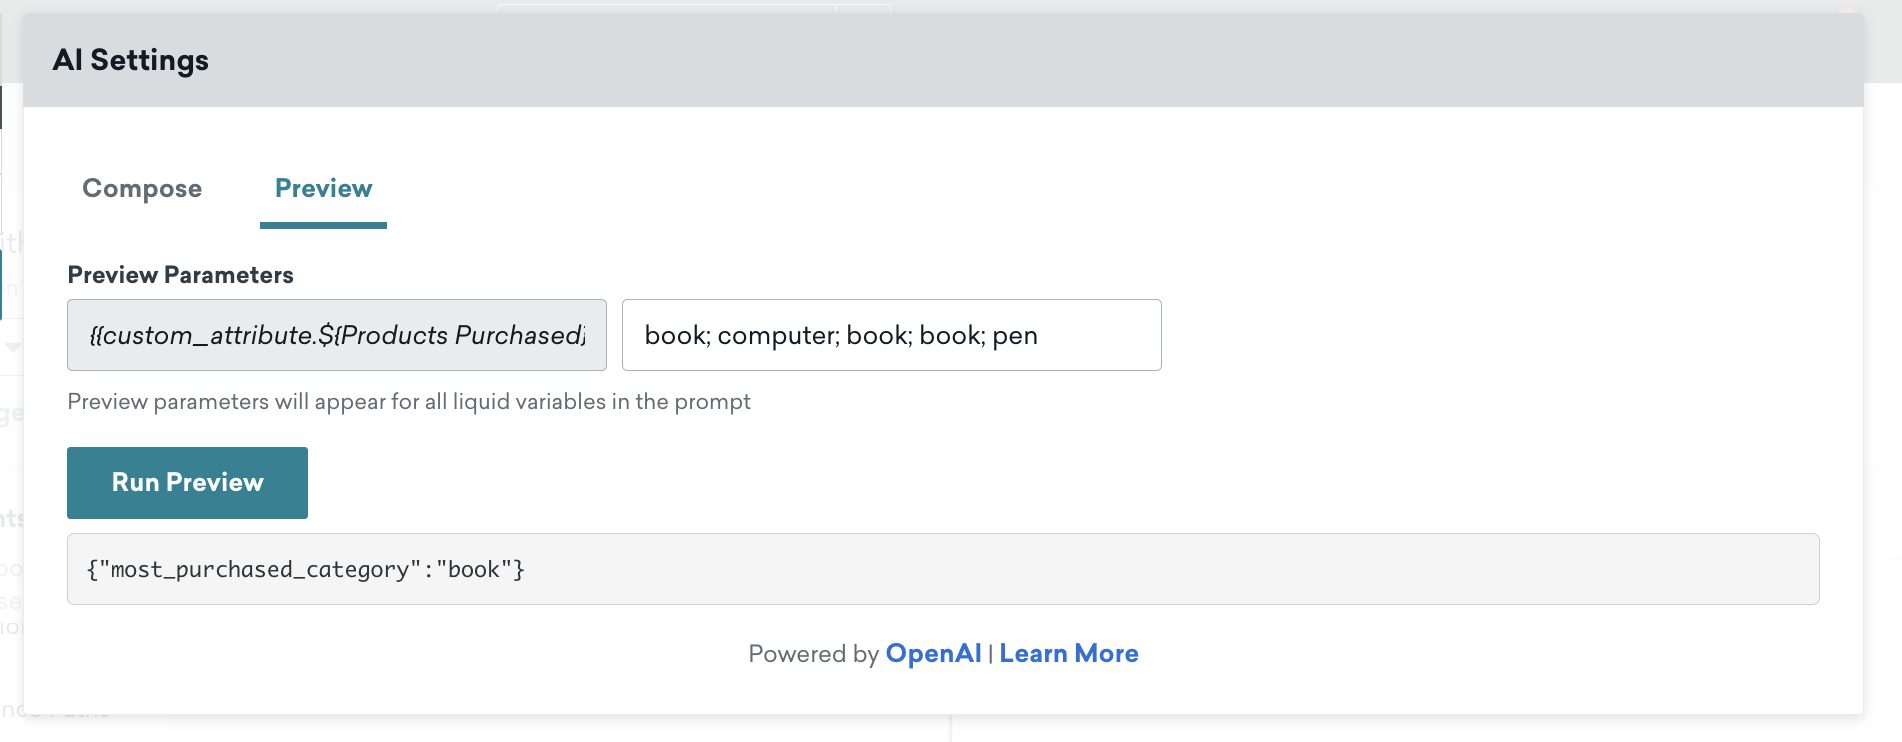 AI Settings
Compose
Preview
Preview Parameters
{{custom_attribute.${Products Purchased}
book; computer; book; book; pen
Preview parameters will appear for all liquid variables in the prompt
Run Preview
{"most_purchased_category":"book"}
Powered by OpenAI | Learn More